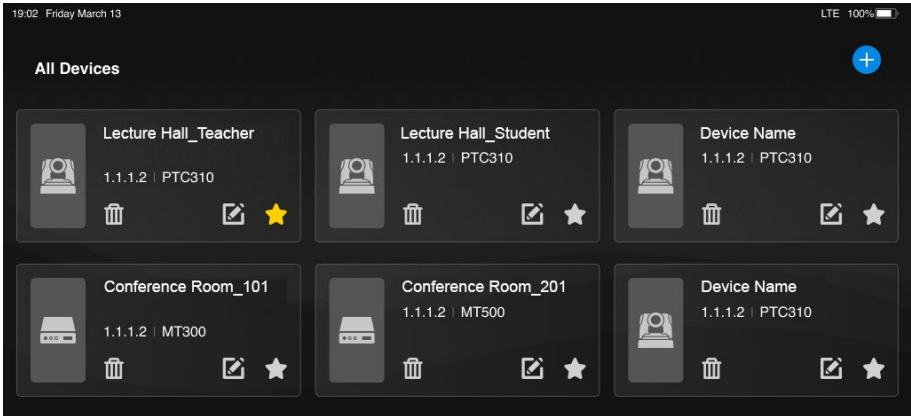 19:02 Friday March 13
LTE 100%
All Devices
Lecture Hall_Teacher
1.1.1.2 | PTC310
Lecture Hall_Student
1.1.1.2 | PTC310
Device Name
1.1.1.2 | PTC310
Conference Room_101
1.1.1.2 | MT300
Conference Room_201
1.1.1.2 | MT500
Device Name
1.1.1.2 | PTC310